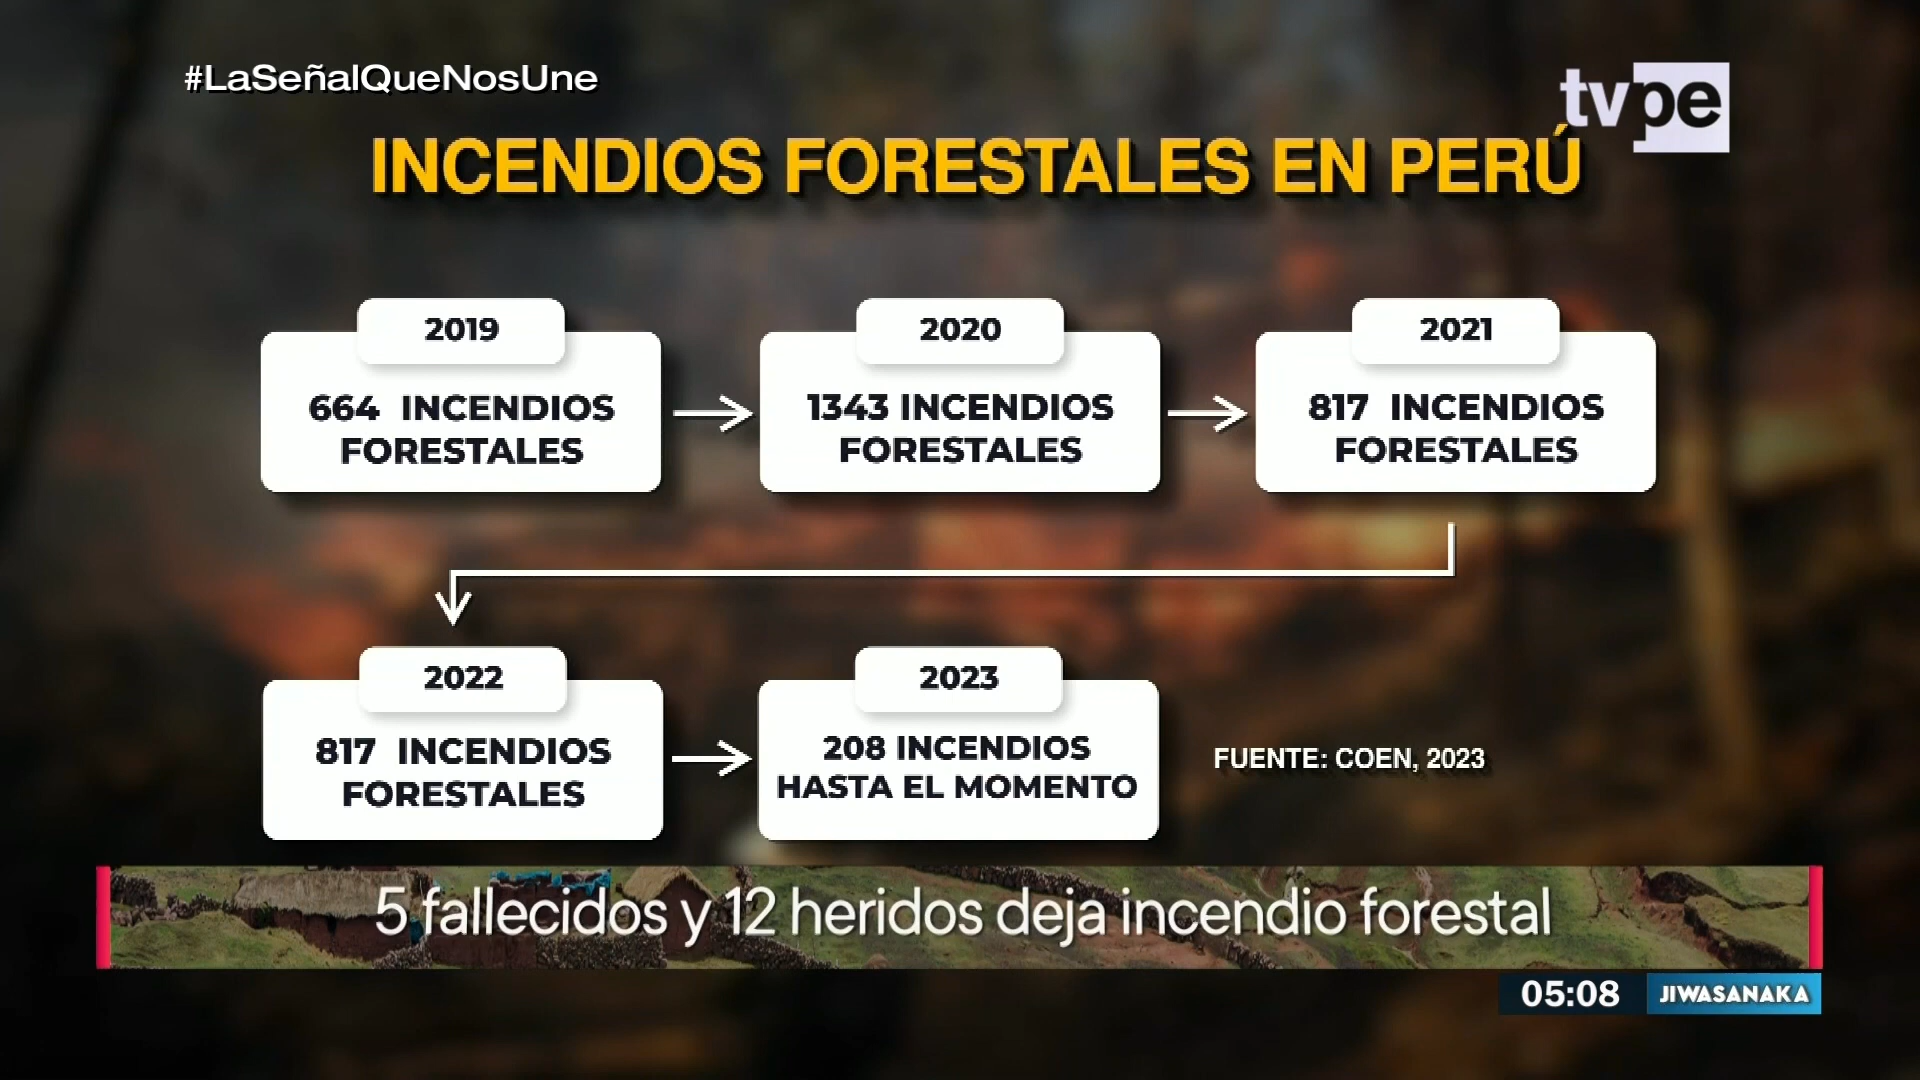 #LaSeñalQueNosUne
tvpe
INCENDIOS FORESTALES EN PERÚ
2019
664 INCENDIOS
FORESTALES
2020
1343 INCENDIOS
FORESTALES
2021
817 INCENDIOS
FORESTALES
2022
817 INCENDIOS
FORESTALES
2023
208 INCENDIOS
HASTA EL MOMENTO
FUENTE: COEN, 2023
5 fallecidos y 12 heridos deja incendio forestal
05:08 JIWASANAKA